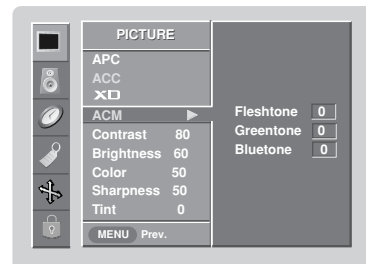 PICTURE
APC
ACC
XD
ACM
Contrast 80
Brightness 60
Color 50
Sharpness 50
Tint 0
MENU Prev.
Fleshtone 0
Greentone 0
Bluetone 0